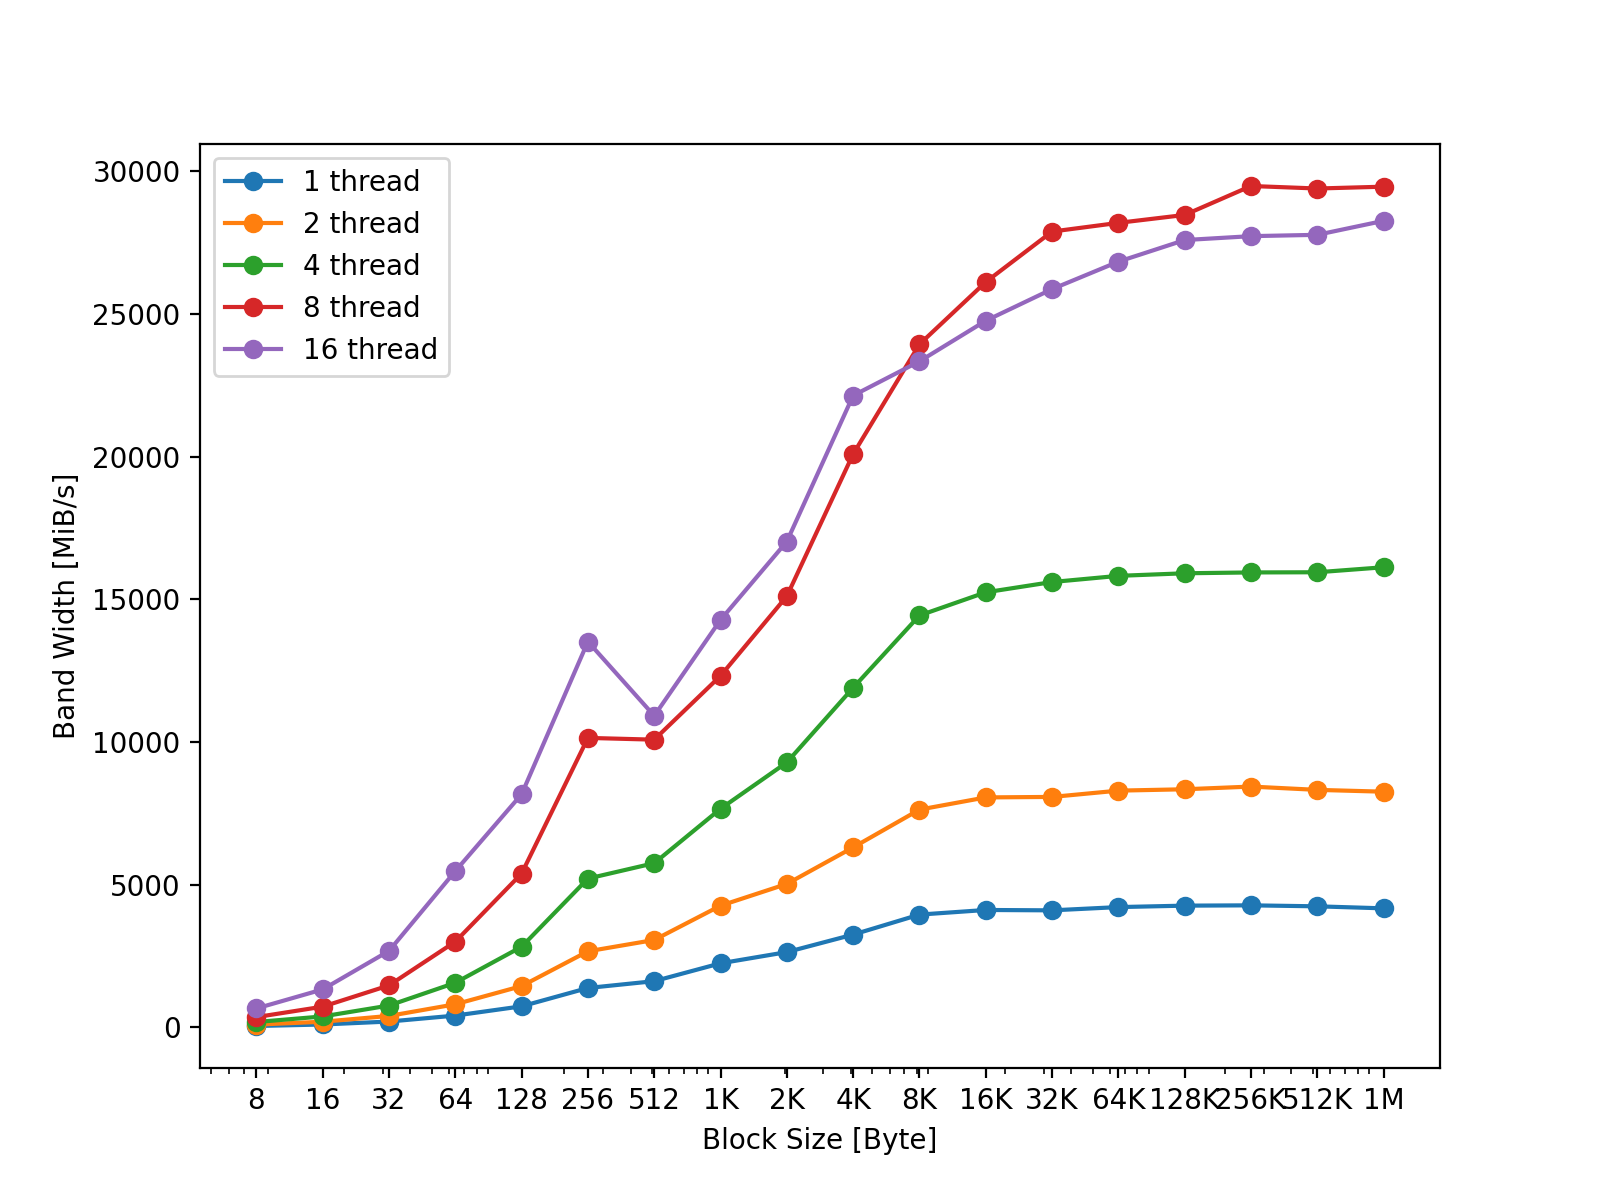 1 thread
2 thread
4 thread
8 thread
16 thread
30000
25000
20000
15000
10000
5000
0
Band Width [MiB/s]
8 16 32 64 128 256 512 1K 2K 4K 8K 16K 32K 64K 128K 256K 512K 1M
Block Size [Byte]